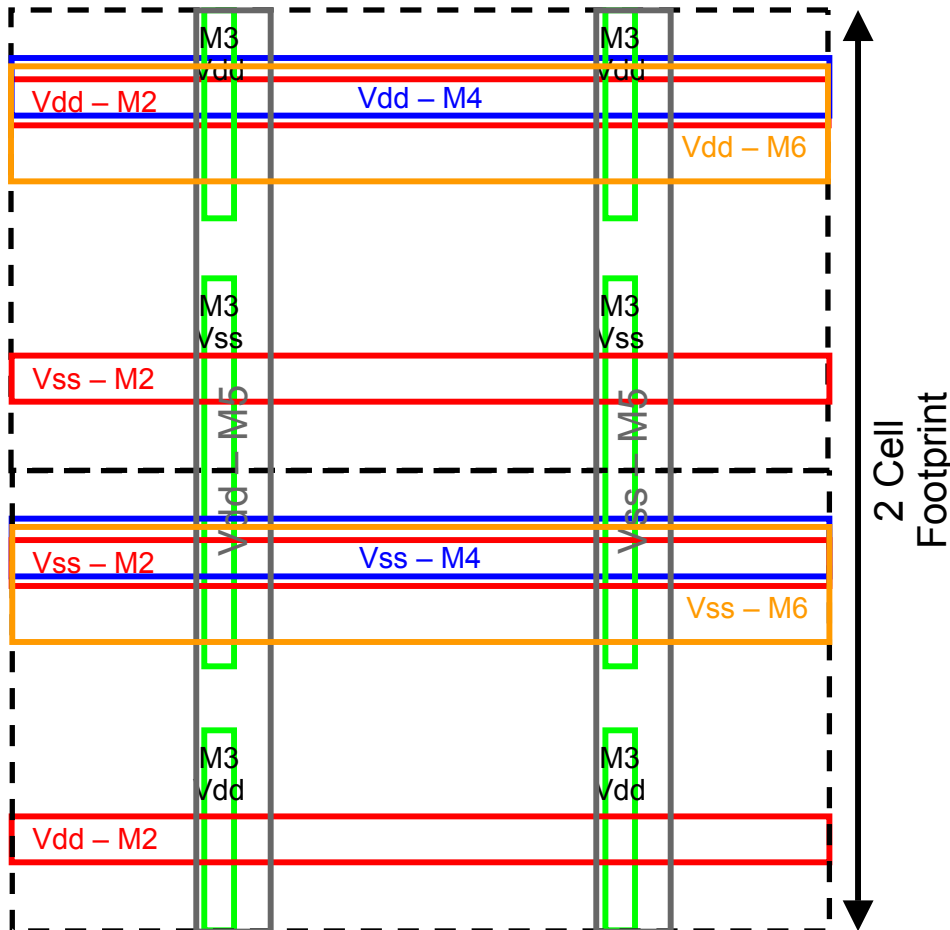 M3
Vdd
M3
Vdd
Vdd – M2
Vdd – M4
Vdd – M6
M3
Vss
M3
Vss
Vss – M2
Vdd – M5
Vss – M5
2 Cell
Footprint
Vss – M2
Vss – M4
Vss – M6
M3
Vdd
M3
Vdd
Vdd – M2